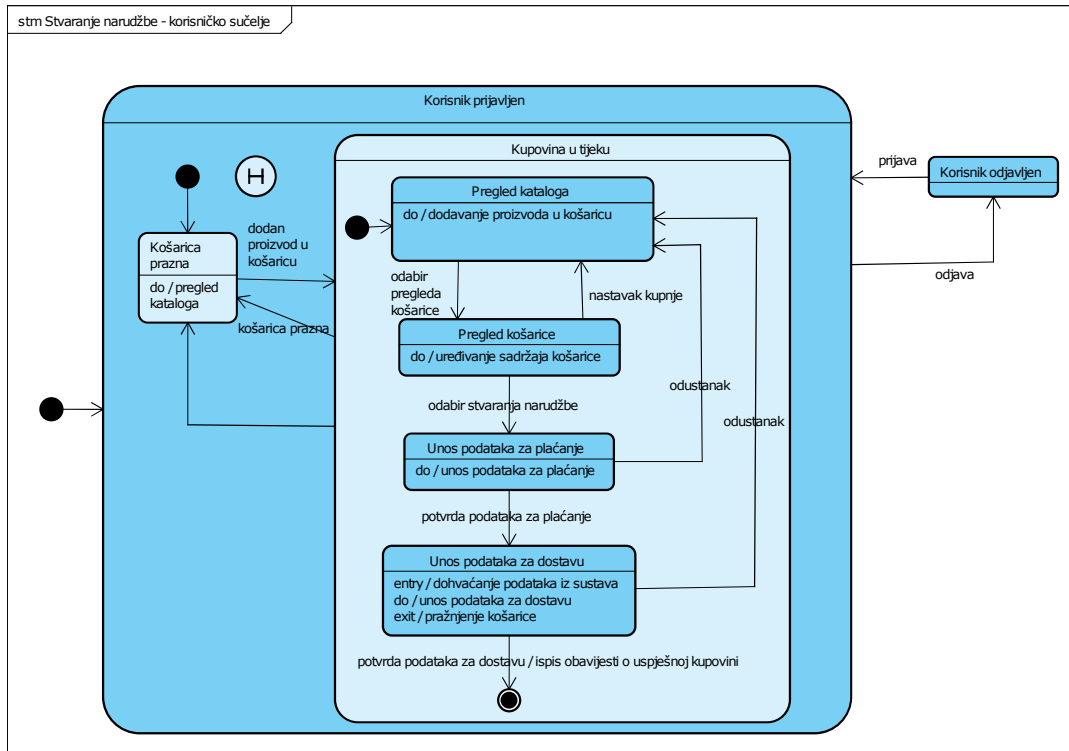 stm Stvaranje narudžbe - korisničko sučelje
Korisnik prijavljen
Kupovina u tijeku
H
Pregled kataloga
do / dodavanje proizvoda u košaricu
prijava
Korisnik odjavljen
odjava
dodan
proizvod u
košaricu
Košarica
prazna
do / pregled
kataloga
košarica prazna
odabir
pregleda
košarice
nastavak kupnje
Pregled košarice
do / uređivanje sadržaja košarice
odustanak
odabir stvaranja narudžbe
odustanak
Unos podataka za plaćanje
do / unos podataka za plaćanje
potvrda podataka za plaćanje
Unos podataka za dostavu
entry / dohvaćanje podataka iz sustava
do / unos podataka za dostavu
exit / pražnjenje košarice
potvrda podataka za dostavu / ispis obavijesti o uspješnoj kupovini